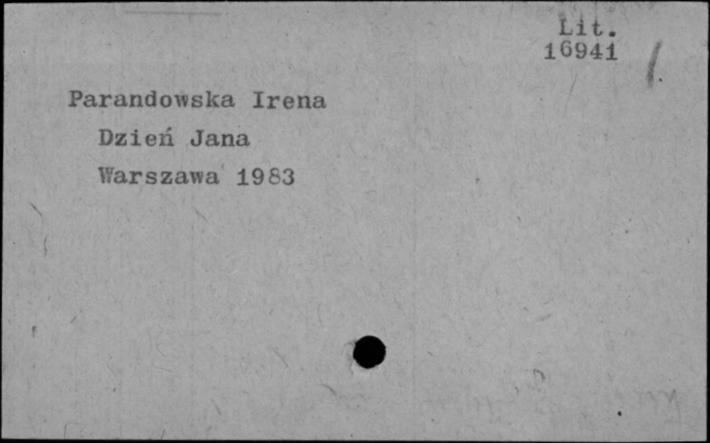 Lit.
16941
Parandowska Irena
Dzień Jana
Warszawa 1983